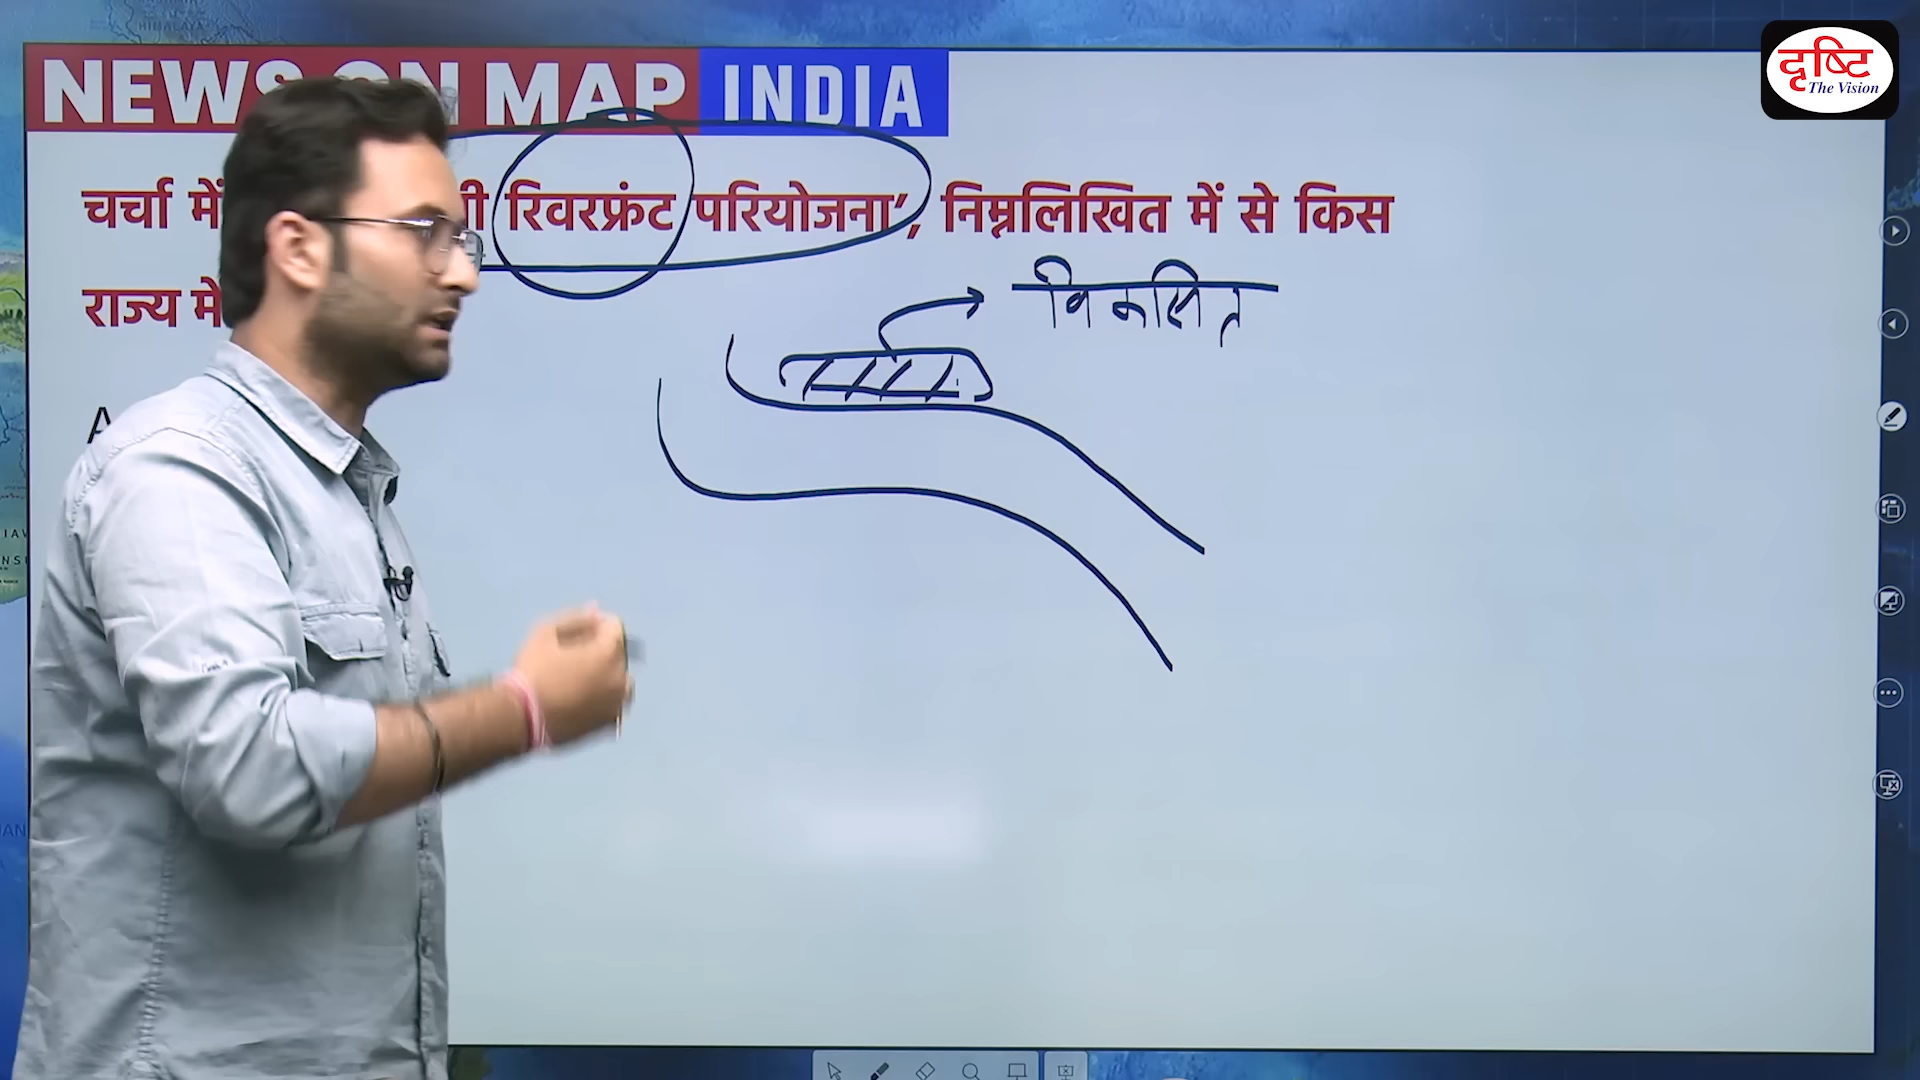 NEWS ON MAP INDIA
दृष्टि
The Vision
चर्चा में रिवरफ्रंट परियोजना', निम्नलिखित में से किस
राज्य में
विकसित
A